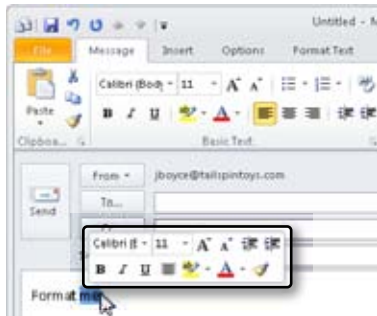 Untitled - M
File Message Insert Options Format Text
Calibri (Body 11 A A
Paste B I U A
Clipboa... Basic Text
From jboyce@tailspintoys.com
To...
Send
Calibri (E 11 A A
B I U A
Format me